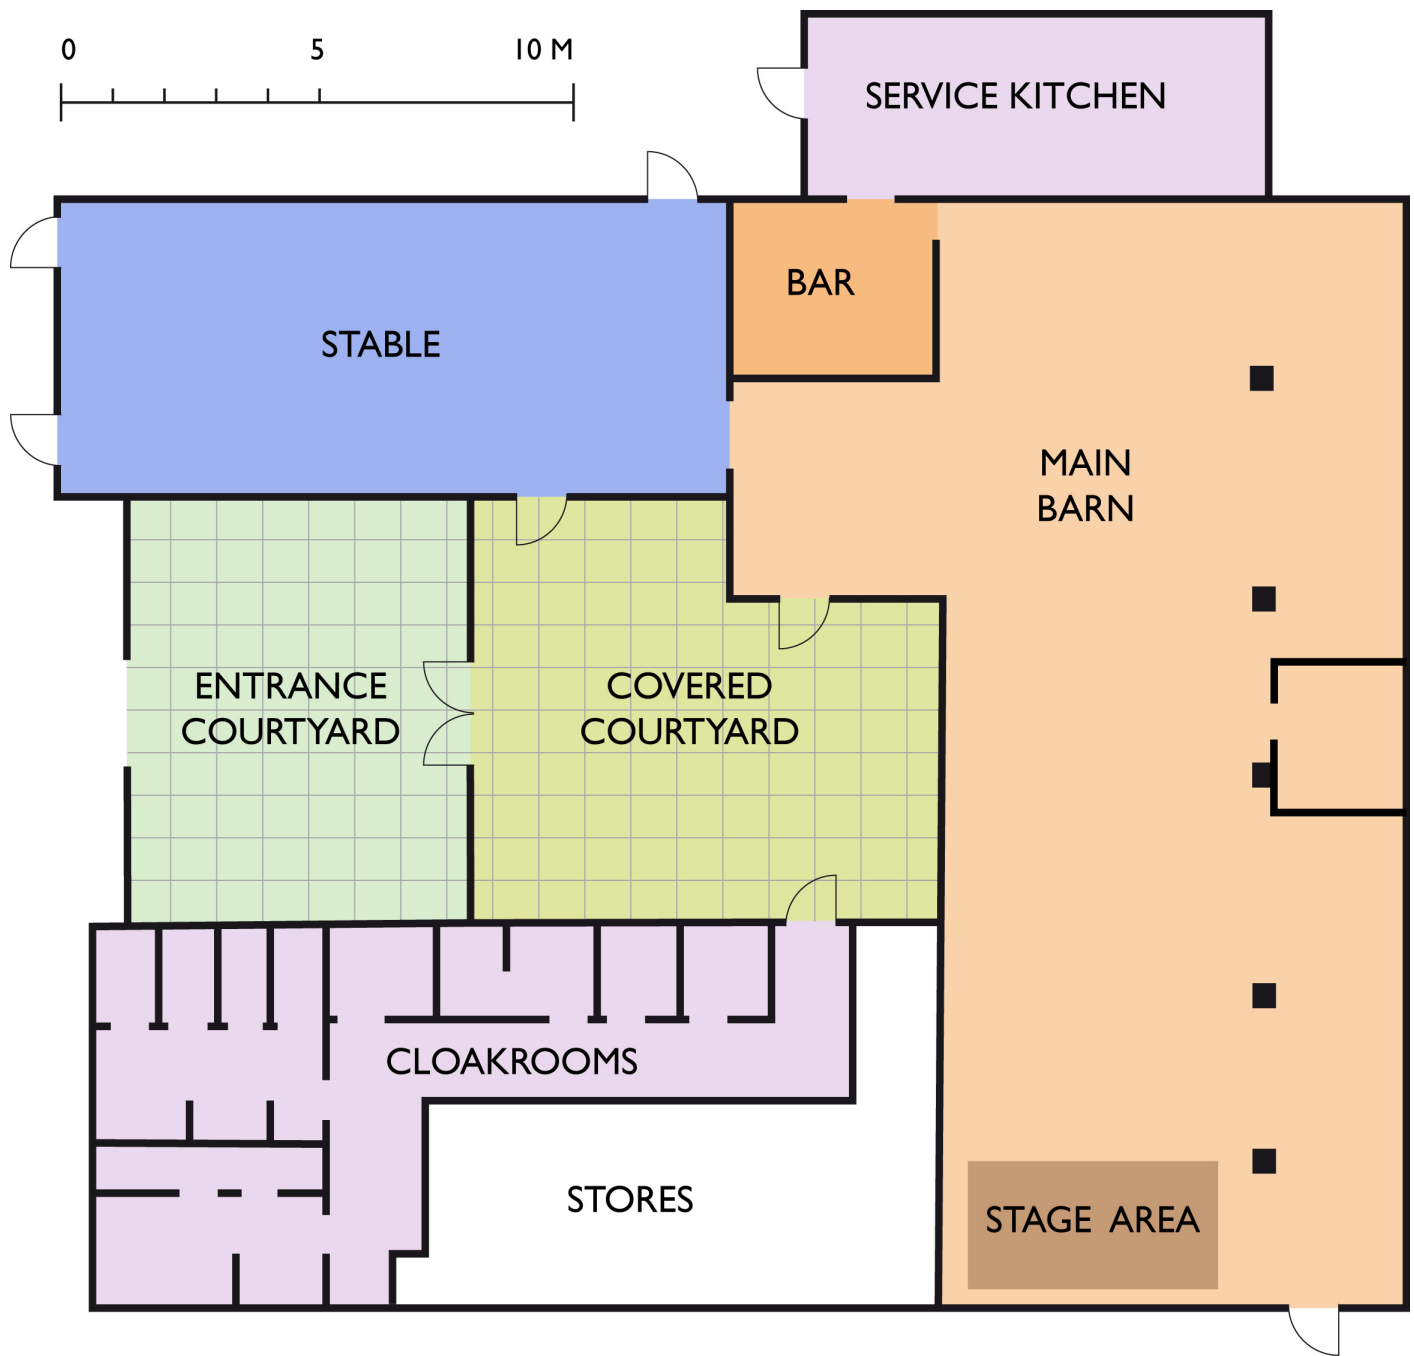 0 5 10 M
SERVICE KITCHEN
BAR
STABLE
MAIN
BARN
ENTRANCE
COURTYARD
COVERED
COURTYARD
CLOAKROOMS
STORES
STAGE AREA